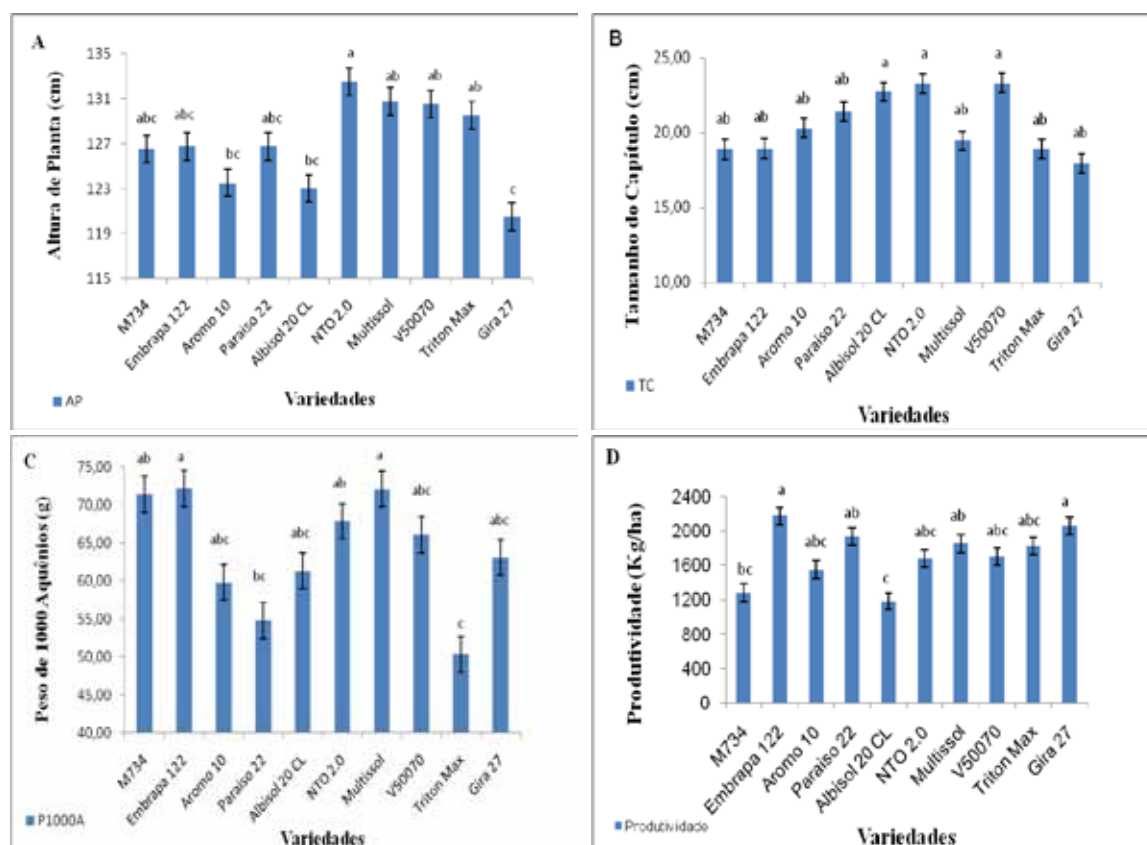 A
Altura de Planta (cm)
135
131
127
123
119
115
abc
abc
bc
abc
bc
a
ab
ab
ab
c
M734
Embrapa 122
Aromo 10
Paraiso 22
Albisol 20 CL
NTO 2.0
Multissol
V50070
Triton Max
Gira 27
AP
Variedades
B
Tamanho do Capítulo (cm)
25,00
20,00
15,00
10,00
ab
ab
ab
ab
a
a
ab
a
ab
ab
M734
Embrapa 122
Aromo 10
Paraiso 22
Albisol 20 CL
NTO 2.0
Multissol
V50070
Triton Max
Gira 27
TC
Variedades
C
Peso de 1000 Aquênios (g)
75,00
70,00
65,00
60,00
55,00
50,00
45,00
40,00
ab
a
abc
bc
abc
ab
a
abc
c
abc
M734
Embrapa 122
Aromo 10
Paraiso 22
Albisol 20 CL
NTO 2.0
Multissol
V50070
Triton Max
Gira 27
P1000A
Variedades
D
Produtividade (Kg/ha)
2400
2000
1600
1200
800
400
0
bc
a
abc
ab
c
abc
ab
abc
abc
a
M734
Embrapa 122
Aromo 10
Paraiso 22
Albisol 20 CL
NTO 2.0
Multissol
V50070
Triton Max
Gira 27
Produtividade
Variedades